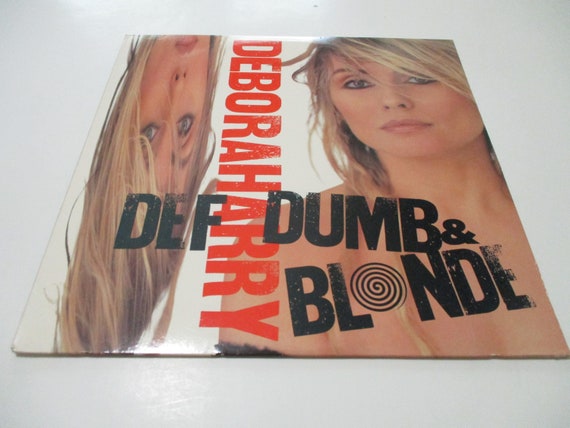 DEBORAHARRY
DEF DUMB &
BLONDE